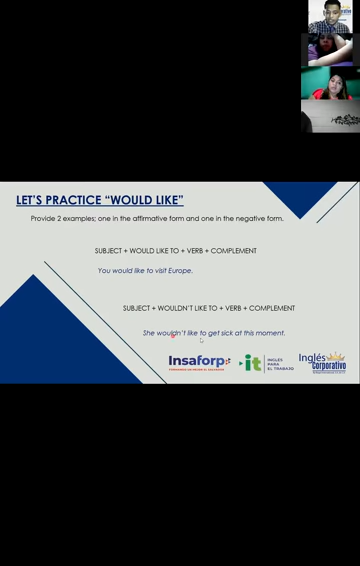 LET'S PRACTICE "WOULD LIKE"
Provide 2 examples; one in the affirmative form and one in the negative form.
SUBJECT + WOULD LIKE TO + VERB + COMPLEMENT
You would like to visit Europe.
SUBJECT + WOULDN'T LIKE TO + VERB + COMPLEMENT
She wouldn't like to get sick at this moment.
Insaforp
it
INGLÉS
PARA
EL TRABAJO
Inglés
Corporativo